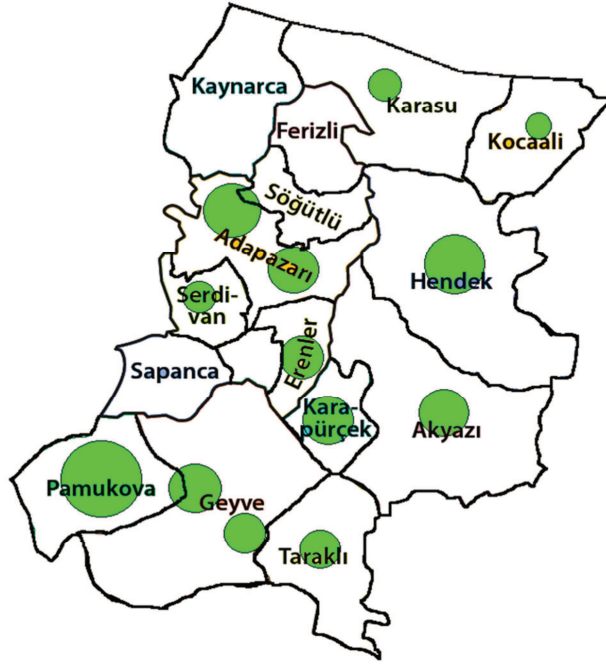 Kaynarca
Karasu
Ferizli
Kocaali
Söğütlü
Adapazarı
Hendek
Serdi-
van
Erenler
Sapanca
Kara-
pürçek
Akyazı
Pamukova
Geyve
Taraklı